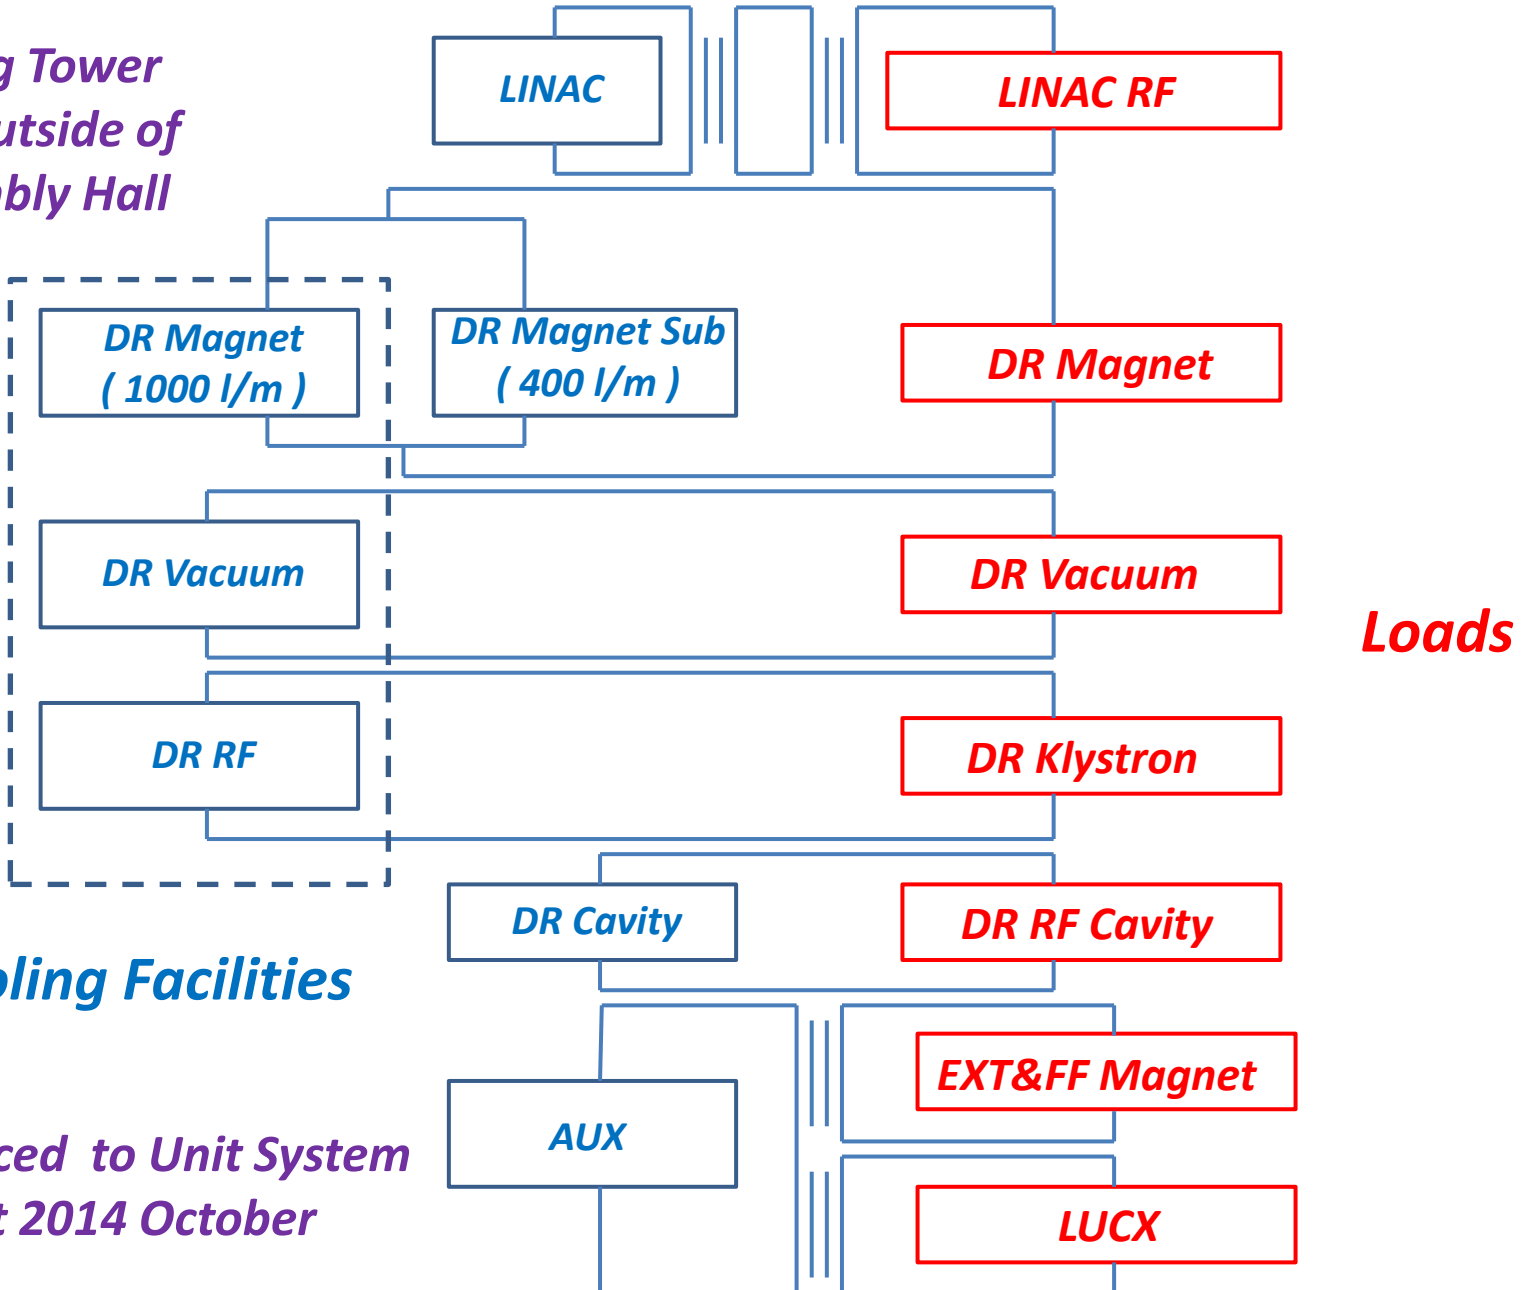 g Tower
utside of
mbly Hall
LINAC
LINAC RF
DR Magnet
( 1000 l/m )
DR Magnet Sub
( 400 l/m )
DR Magnet
DR Vacuum
DR Vacuum
Loads
DR RF
DR Klystron
DR Cavity
DR RF Cavity
oling Facilities
EXT&FF Magnet
AUX
ced to Unit System
t 2014 October
LUCX